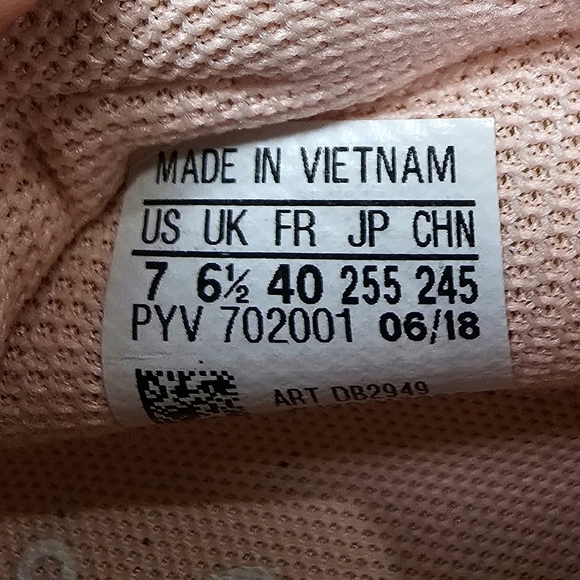 MADE IN VIETNAM
US UK FR JP CHN
7 6½ 40 255 245
PYV 702001 06/18
ART DB2949